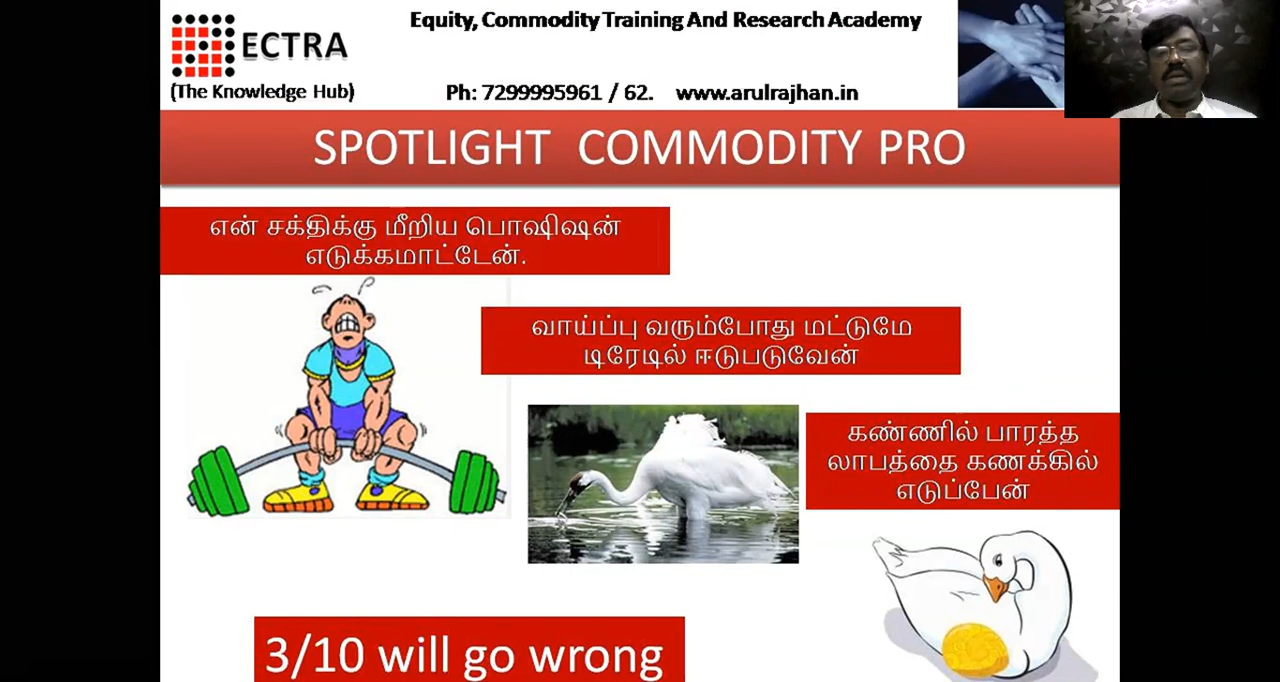 Equity, Commodity Training And Research Academy
ECTRA
(The Knowledge Hub)
Ph: 7299995961 / 62. www.arulrajhan.in
SPOTLIGHT COMMODITY PRO
என் சக்திக்கு மீறிய பொஷிஷன்
எடுக்கமாட்டேன்.
வாய்ப்பு வரும்போது மட்டுமே
டிரேடில் ஈடுபடுவேன்
கண்ணில் பாரத்த
லாபத்தை கணக்கில்
எடுப்பேன்
3/10 will go wrong